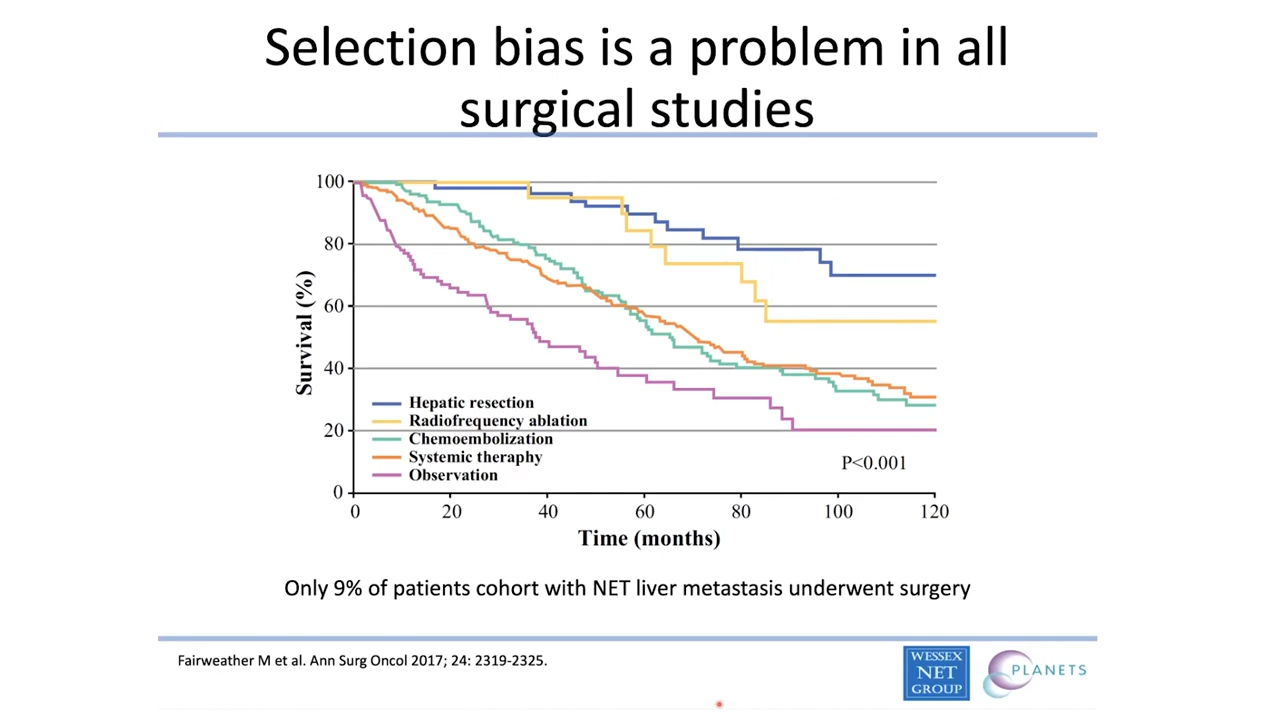 Selection bias is a problem in all
surgical studies
100
80
60
40
20
0
Survival (%)
Hepatic resection
Radiofrequency ablation
Chemoembolization
Systemic theraphy
Observation
P<0.001
0 20 40 60 80 100 120
Time (months)
Only 9% of patients cohort with NET liver metastasis underwent surgery
Fairweather M et al. Ann Surg Oncol 2017; 24: 2319-2325.
WESSEX
NET
GROUP
PLANETS